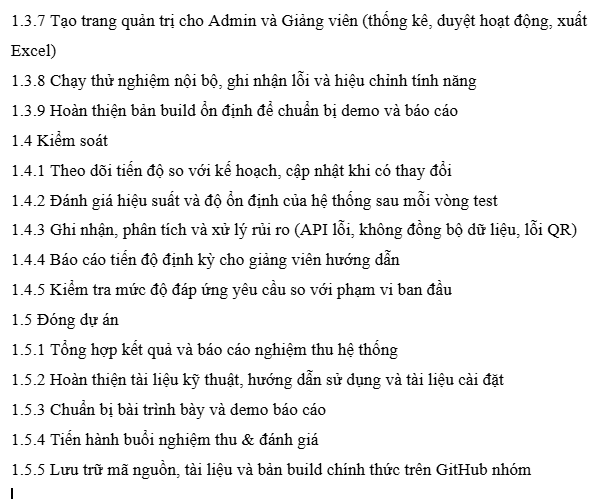 1.3.7 Tạo trang quản trị cho Admin và Giảng viên (thống kê, duyệt hoạt động, xuất
Excel)
1.3.8 Chạy thử nghiệm nội bộ, ghi nhận lỗi và hiệu chỉnh tính năng
1.3.9 Hoàn thiện bản build ổn định để chuẩn bị demo và báo cáo
1.4 Kiểm soát
1.4.1 Theo dõi tiến độ so với kế hoạch, cập nhật khi có thay đổi
1.4.2 Đánh giá hiệu suất và độ ổn định của hệ thống sau mỗi vòng test
1.4.3 Ghi nhận, phân tích và xử lý rủi ro (API lỗi, không đồng bộ dữ liệu, lỗi QR)
1.4.4 Báo cáo tiến độ định kỳ cho giảng viên hướng dẫn
1.4.5 Kiểm tra mức độ đáp ứng yêu cầu so với phạm vi ban đầu
1.5 Đóng dự án
1.5.1 Tổng hợp kết quả và báo cáo nghiệm thu hệ thống
1.5.2 Hoàn thiện tài liệu kỹ thuật, hướng dẫn sử dụng và tài liệu cài đặt
1.5.3 Chuẩn bị bài trình bày và demo báo cáo
1.5.4 Tiến hành buổi nghiệm thu & đánh giá
1.5.5 Lưu trữ mã nguồn, tài liệu và bản build chính thức trên GitHub nhóm